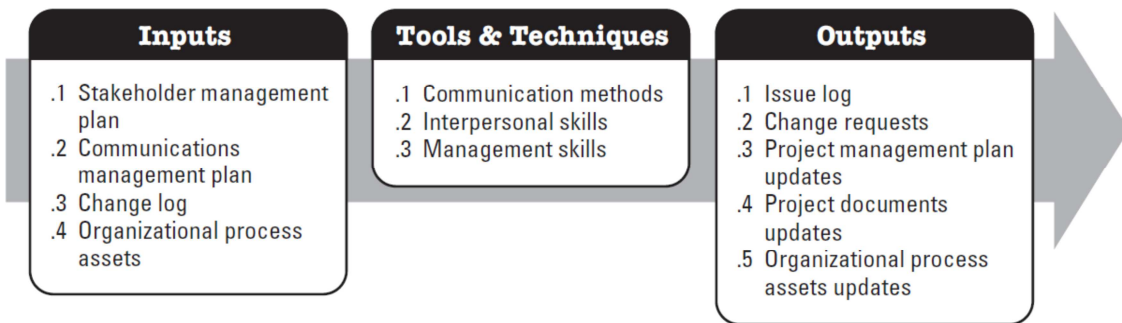 Inputs
.1 Stakeholder management
plan
.2 Communications
management plan
.3 Change log
.4 Organizational process
assets
Tools & Techniques
.1 Communication methods
.2 Interpersonal skills
.3 Management skills
Outputs
.1 Issue log
.2 Change requests
.3 Project management plan
updates
.4 Project documents
updates
.5 Organizational process
assets updates